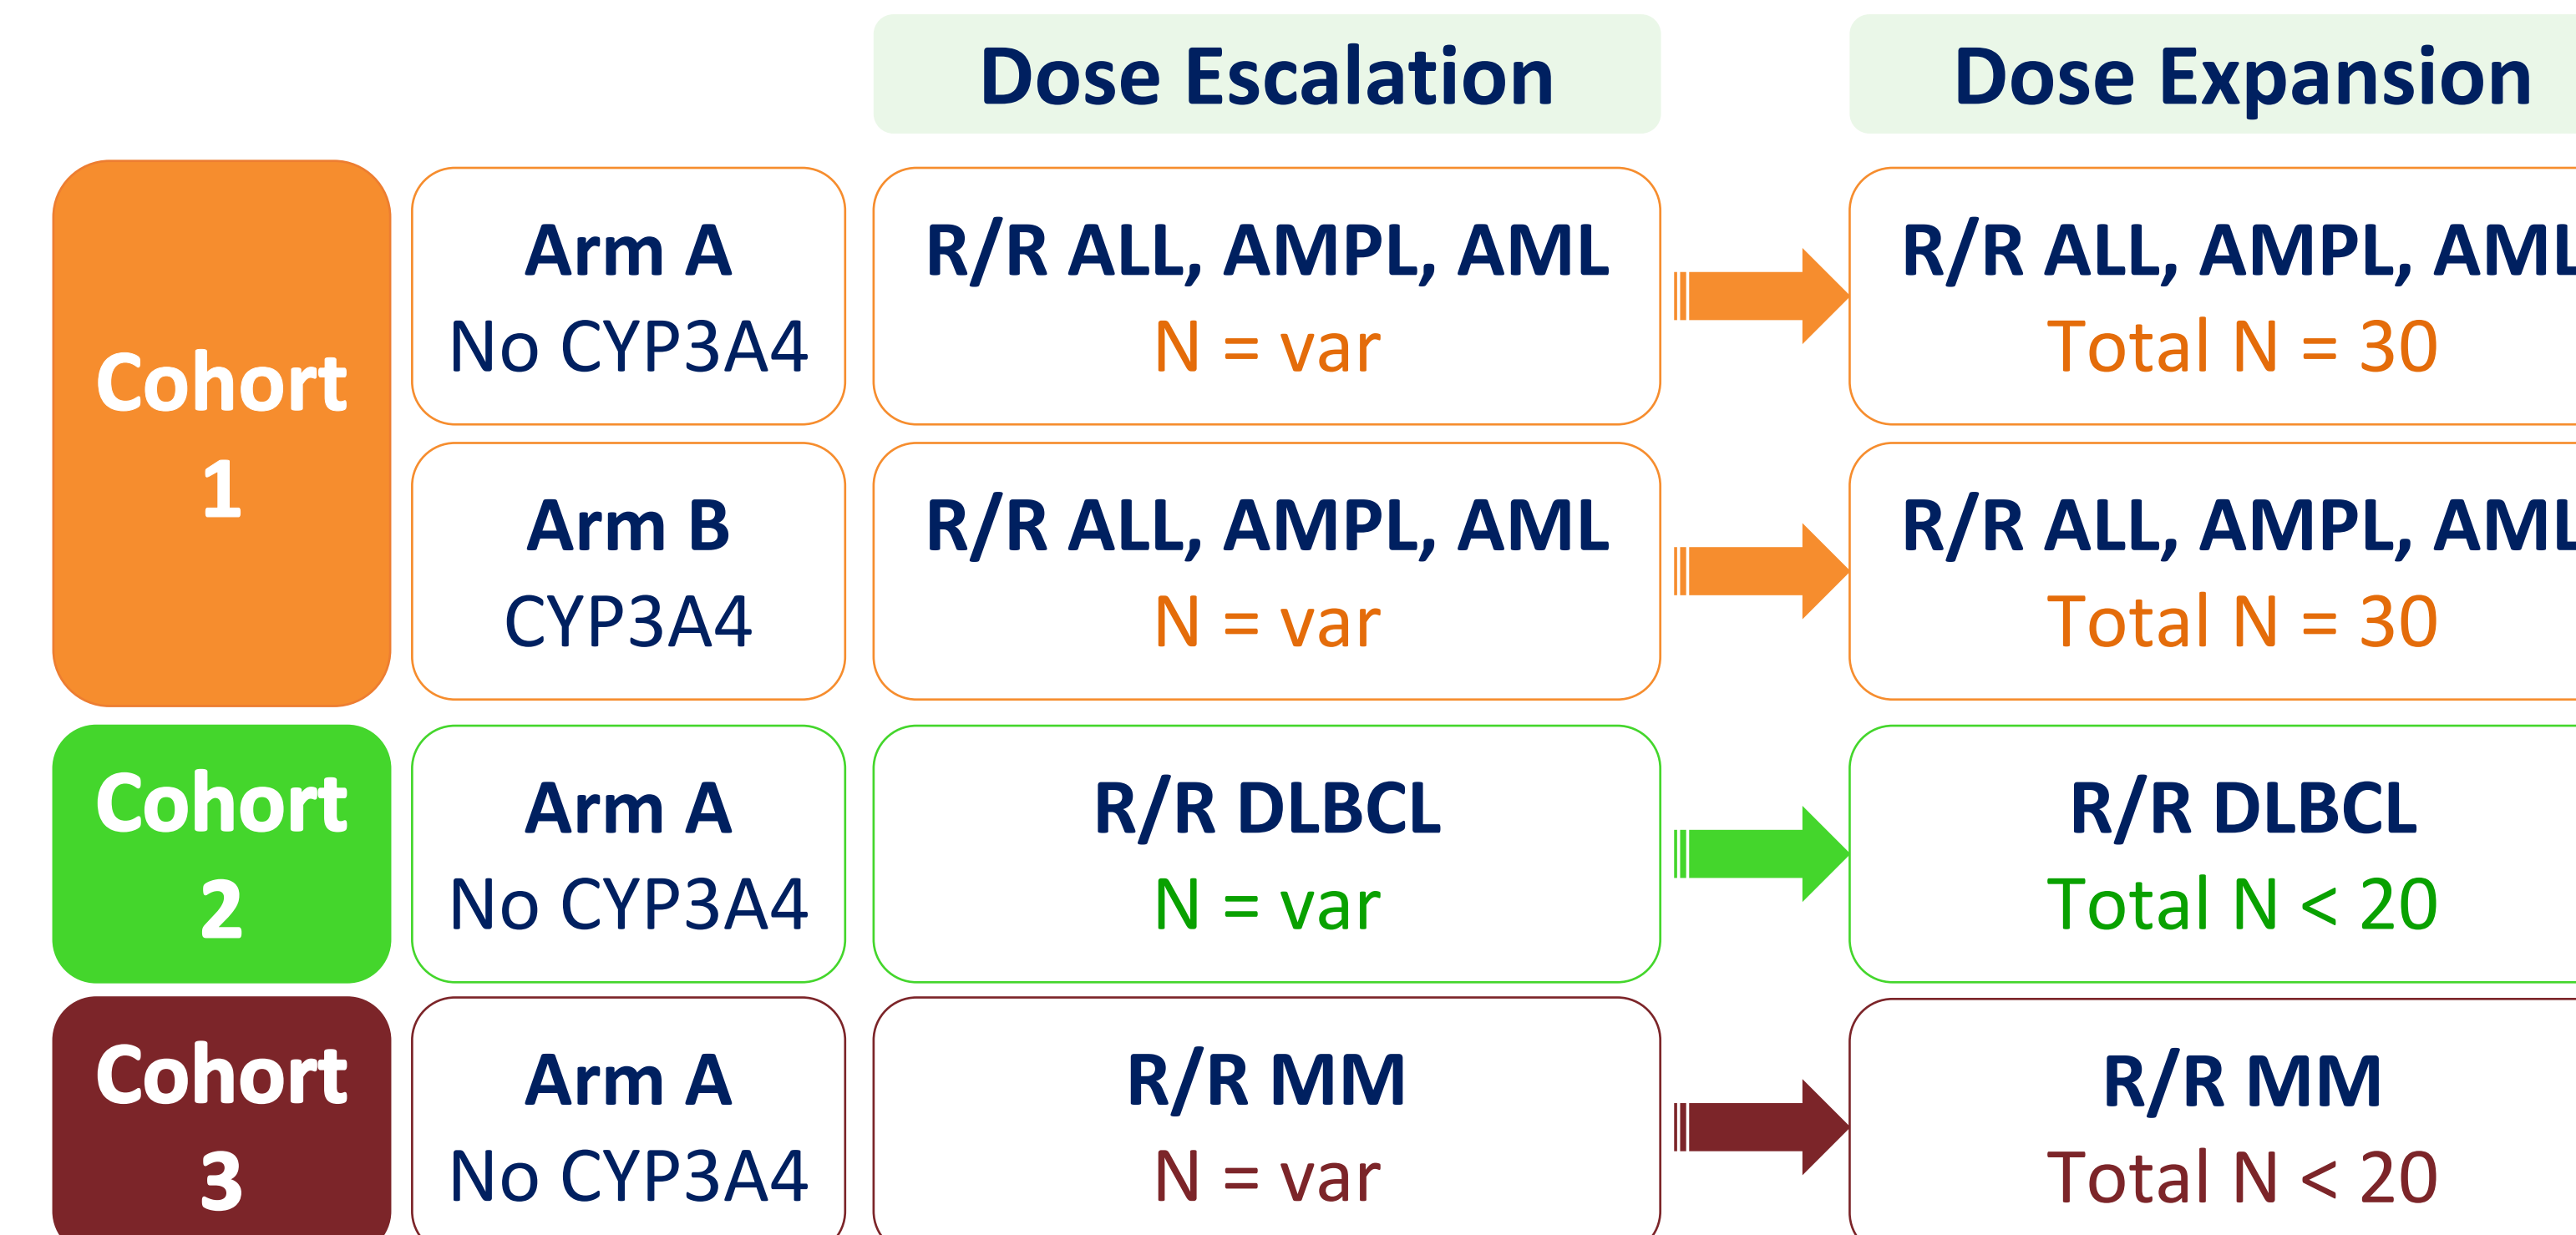 Dose Escalation
Dose Expansion
Cohort
1
Arm A
No CYP3A4
R/R ALL, AMPL, AML
N = var
R/R ALL, AMPL, AML
Total N = 30
Arm B
CYP3A4
R/R ALL, AMPL, AML
N = var
R/R ALL, AMPL, AML
Total N = 30
Cohort
2
Arm A
No CYP3A4
R/R DLBCL
N = var
R/R DLBCL
Total N < 20
Cohort
3
Arm A
No CYP3A4
R/R MM
N = var
R/R MM
Total N < 20